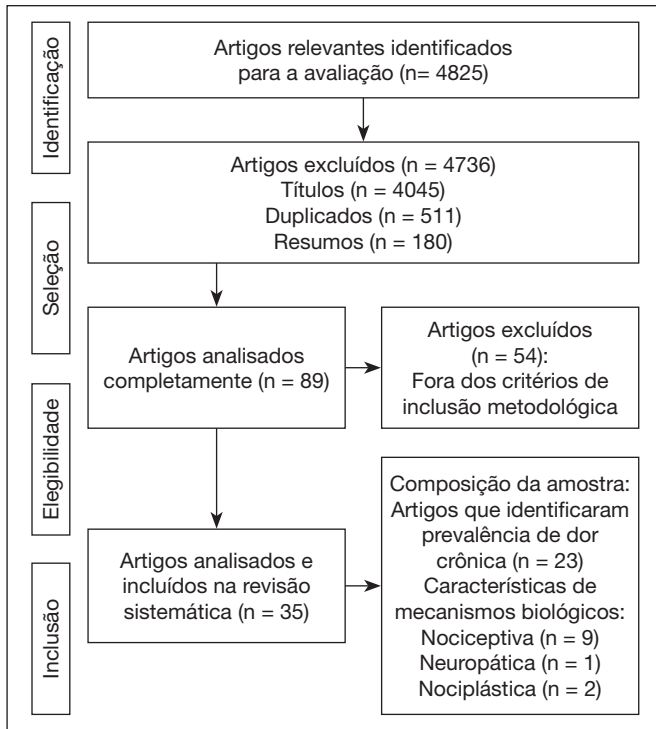 Identificação
Artigos relevantes identificados
para a avaliação (n= 4825)
Artigos excluídos (n = 4736)
Títulos (n = 4045)
Duplicados (n = 511)
Resumos (n = 180)
Seleção
Artigos analisados
completamente (n = 89)
Artigos excluídos
(n = 54):
Fora dos critérios de
inclusão metodológica
Elegibilidade
Artigos analisados e
incluídos na revisão
sistemática (n = 35)
Composição da amostra:
Artigos que identificaram
prevalência de dor
crônica (n = 23)
Características de
mecanismos biológicos:
Nociceptiva (n = 9)
Neuropática (n = 1)
Nociplástica (n = 2)
Inclusão